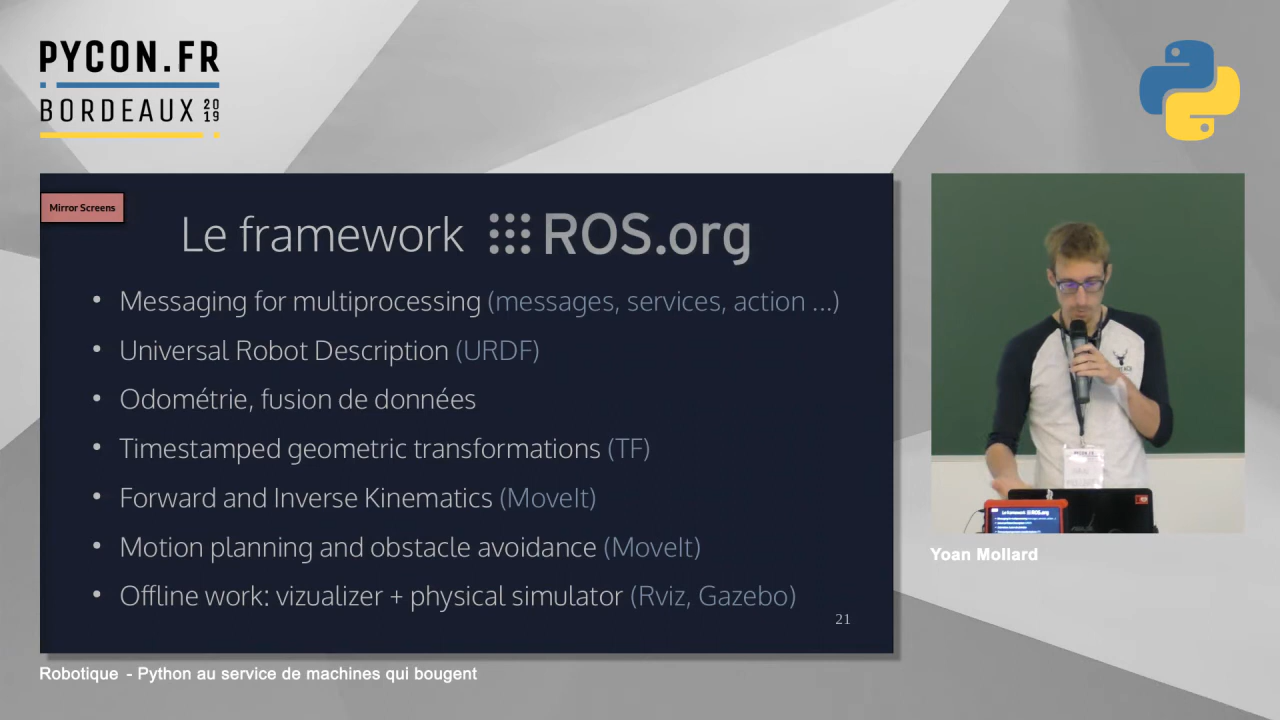 PYCON.FR
BORDEAUX 2019
Mirror Screens
Le framework ROS.org
• Messaging for multiprocessing (messages, services, action ...)
• Universal Robot Description (URDF)
• Odométrie, fusion de données
• Timestamped geometric transformations (TF)
• Forward and Inverse Kinematics (MoveIt)
• Motion planning and obstacle avoidance (MoveIt)
• Offline work: vizualizer + physical simulator (Rviz, Gazebo)
21
Yoan Mollard
Robotique - Python au service de machines qui bougent